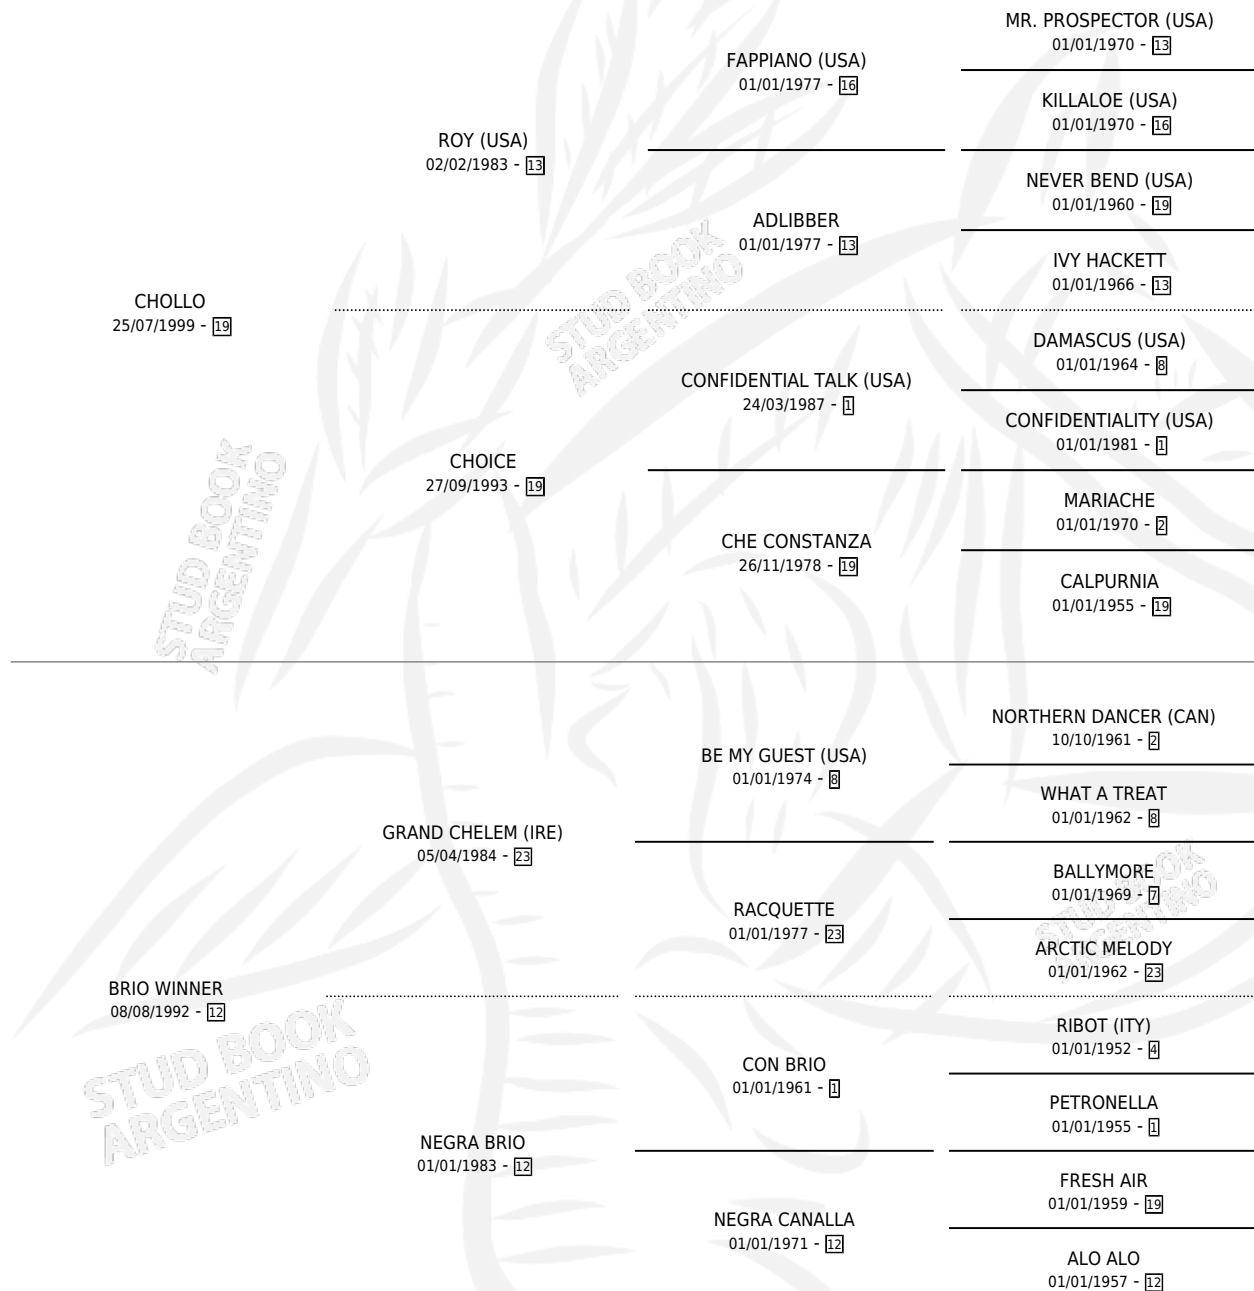 MR. PROSPECTOR (USA)
01/01/1970 - 13
FAPPIANO (USA)
01/01/1977 - 16
KILLALOE (USA)
01/01/1970 - 16
ROY (USA)
02/02/1983 - 13
NEVER BEND (USA)
01/01/1960 - 19
ADLIBBER
01/01/1977 - 13
IVY HACKETT
01/01/1966 - 13
CHOLLO
25/07/1999 - 19
DAMASCUS (USA)
01/01/1964 - 8
CONFIDENTIAL TALK (USA)
24/03/1987 - 1
CONFIDENTIALITY (USA)
01/01/1981 - 1
CHOICE
27/09/1993 - 19
MARIACHE
01/01/1970 - 2
CHE CONSTANZA
26/11/1978 - 19
CALPURNIA
01/01/1955 - 19
NORTHERN DANCER (CAN)
10/10/1961 - 2
BE MY GUEST (USA)
01/01/1974 - 8
WHAT A TREAT
01/01/1962 - 8
GRAND CHELEM (IRE)
05/04/1984 - 23
BALLYMORE
01/01/1969 - 7
RACQUETTE
01/01/1977 - 23
ARCTIC MELODY
01/01/1962 - 23
BRIO WINNER
08/08/1992 - 12
RIBOT (ITY)
01/01/1952 - 4
CON BRIO
01/01/1961 - 1
PETRONELLA
01/01/1955 - 1
NEGRA BRIO
01/01/1983 - 12
FRESH AIR
01/01/1959 - 19
NEGRA CANALLA
01/01/1971 - 12
ALO ALO
01/01/1957 - 12
STUD BOOK
ARGENTINO
STUD BOOK
ARGENTINO
STUD BOOK
ARGENTINO
STUD BOOK
ARGENTINO